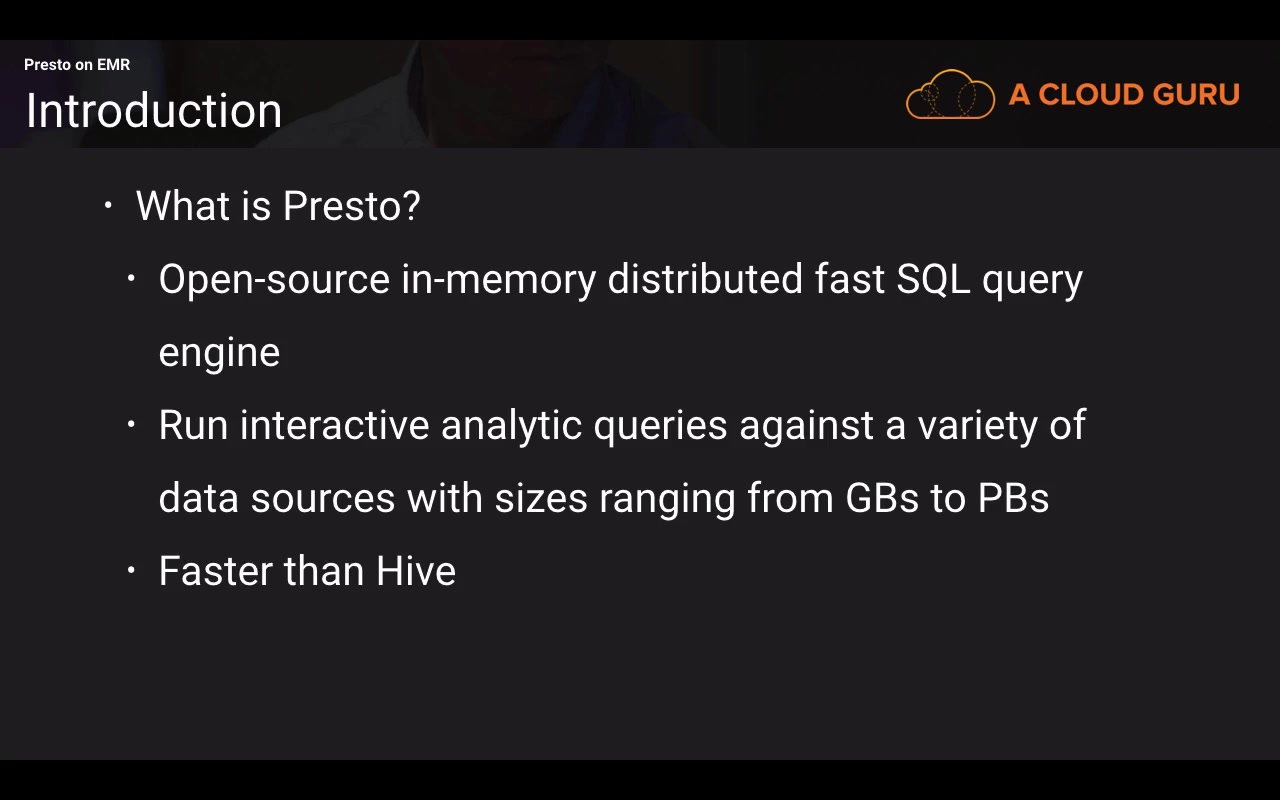 Presto on EMR
Introduction
A CLOUD GURU
• What is Presto?
• Open-source in-memory distributed fast SQL query
engine
• Run interactive analytic queries against a variety of
data sources with sizes ranging from GBs to PBs
• Faster than Hive